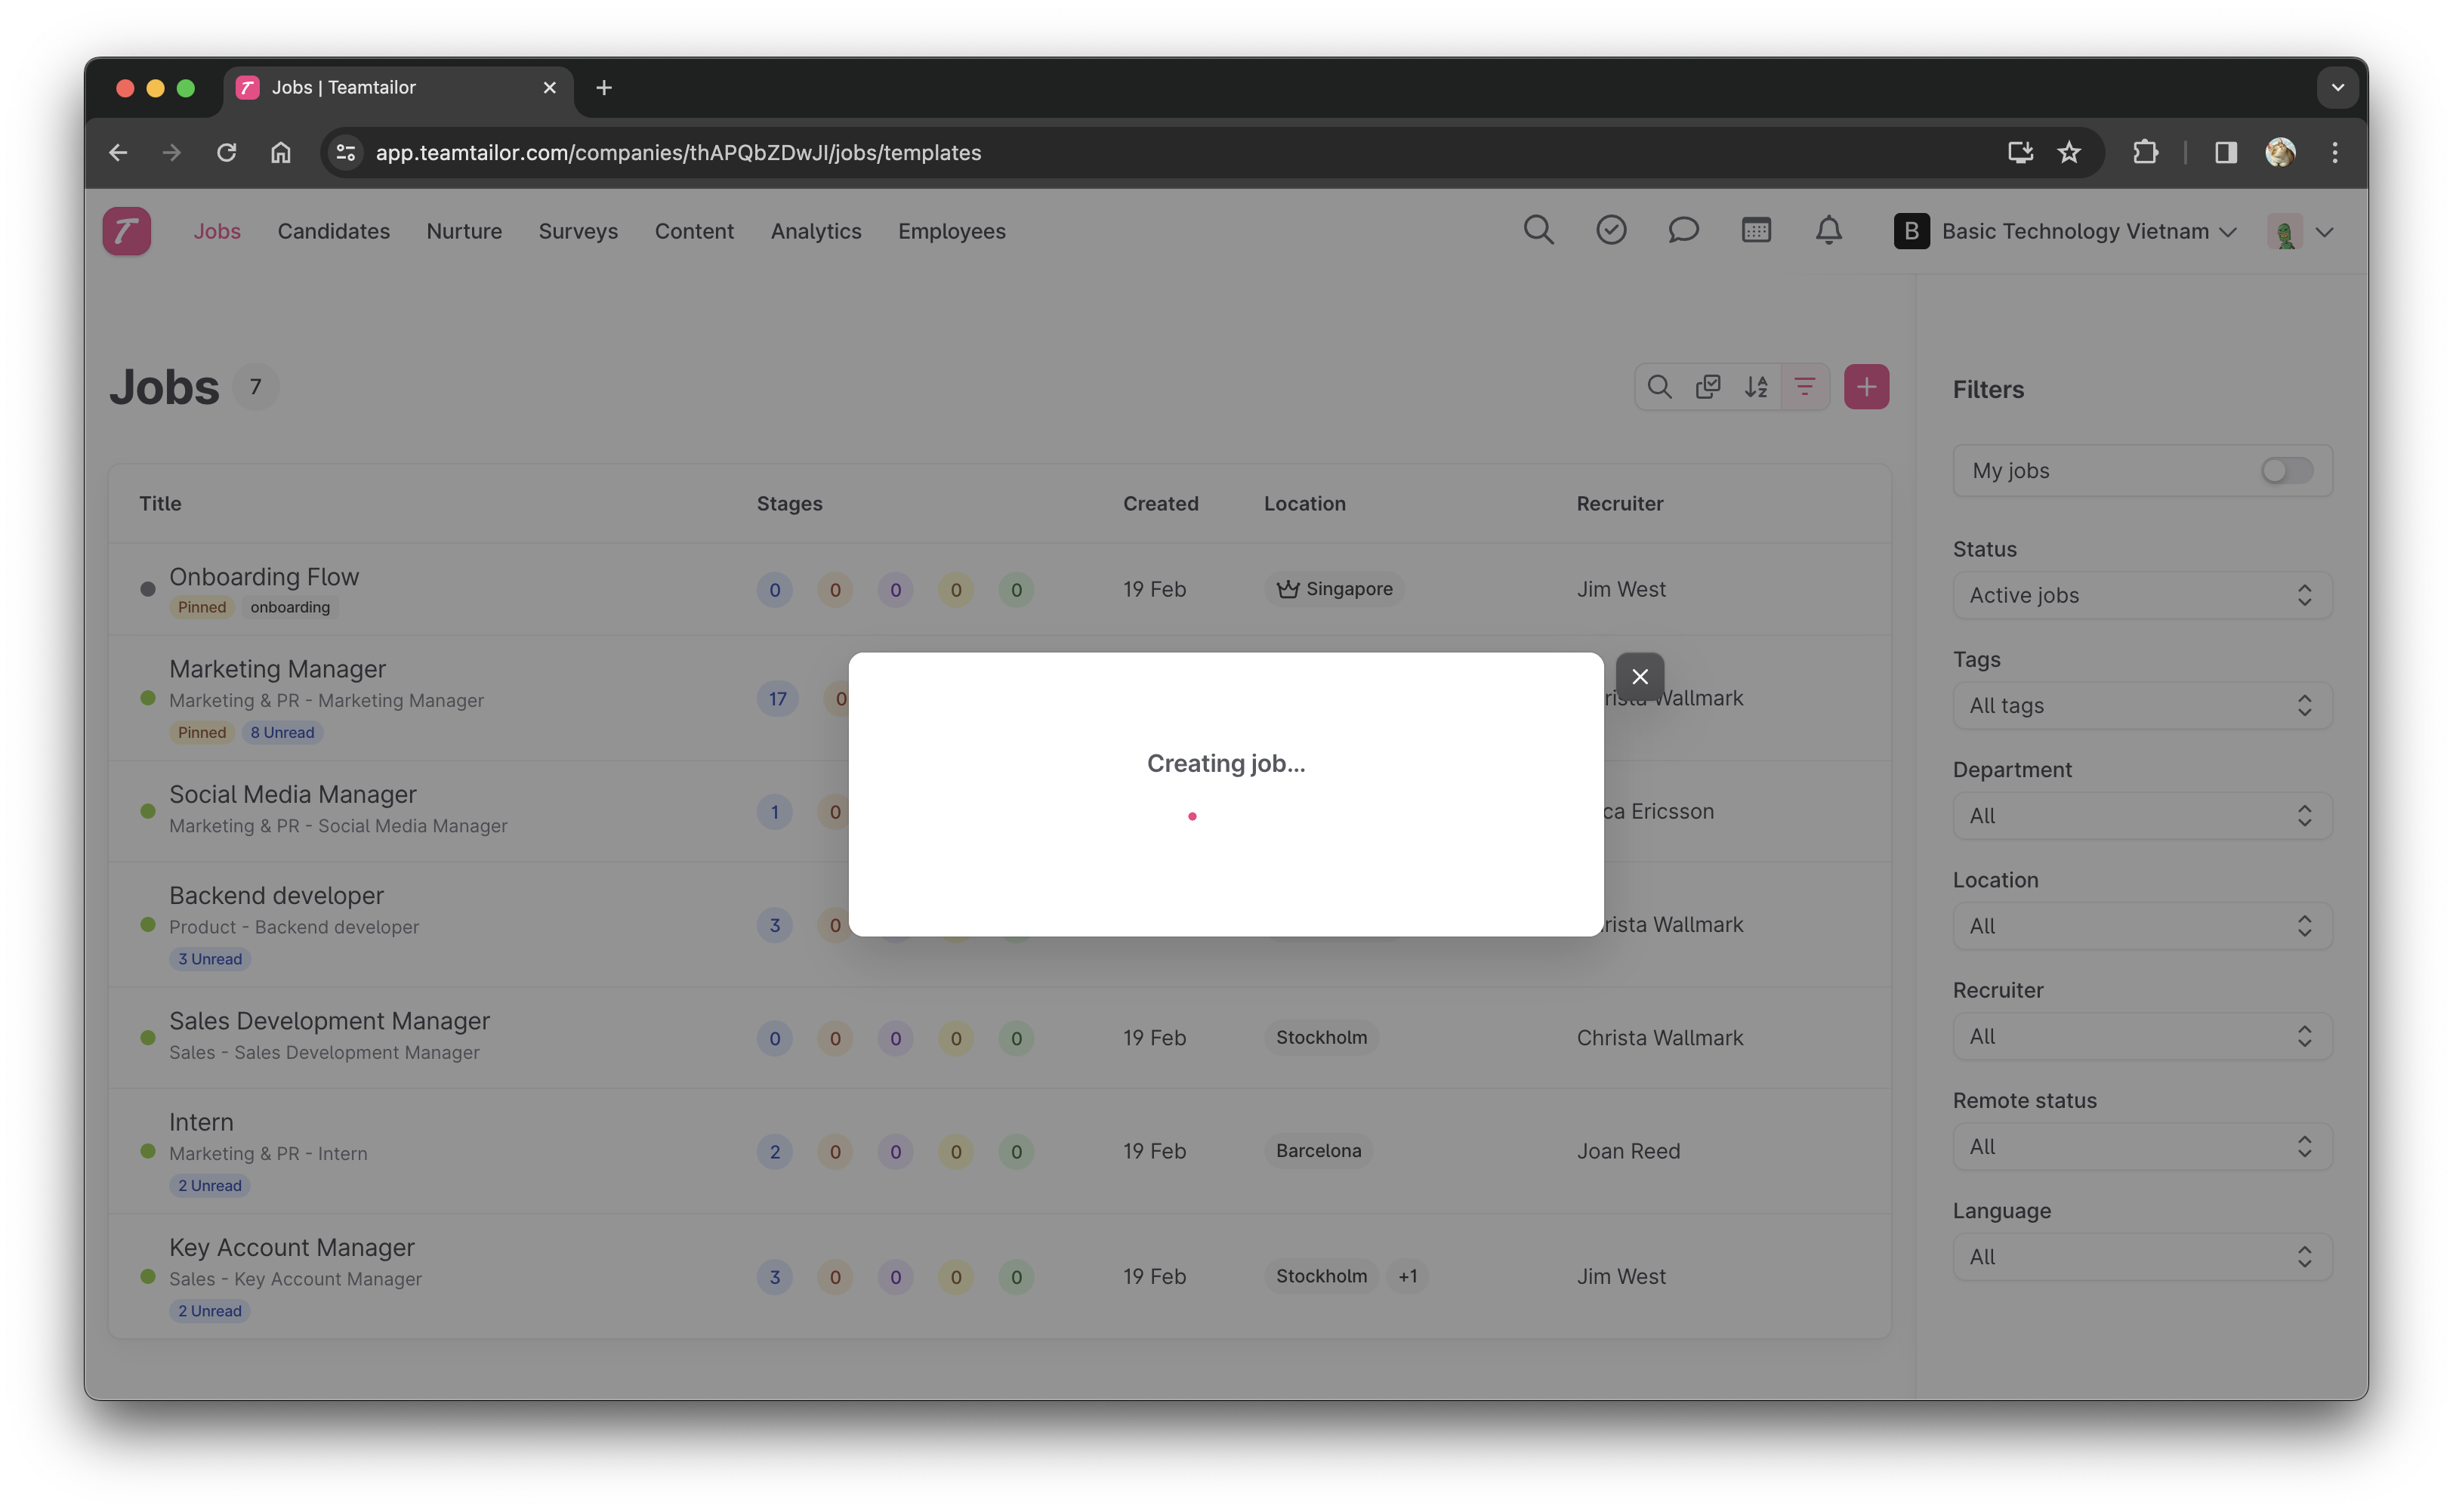 Jobs | Teamtailor
app.teamtailor.com/companies/thAPQbZDwJI/jobs/templates
Jobs Candidates Nurture Surveys Content Analytics Employees
B Basic Technology Vietnam
Jobs 7
Title Stages Created Location Recruiter
Onboarding Flow
Pinned onboarding
0 0 0 0 0 19 Feb Singapore Jim West
Marketing Manager
Marketing & PR - Marketing Manager
Pinned 8 Unread
17 0 Wallmark
Social Media Manager
Marketing & PR - Social Media Manager
1 0 ca Ericsson
Backend developer
Product - Backend developer
3 Unread
3 0 rista Wallmark
Sales Development Manager
Sales - Sales Development Manager
0 0 0 0 0 19 Feb Stockholm Christa Wallmark
Intern
Marketing & PR - Intern
2 Unread
2 0 0 0 0 19 Feb Barcelona Joan Reed
Key Account Manager
Sales - Key Account Manager
2 Unread
3 0 0 0 0 19 Feb Stockholm +1 Jim West
Creating job...
Filters
My jobs
Status
Active jobs
Tags
All tags
Department
All
Location
All
Recruiter
All
Remote status
All
Language
All